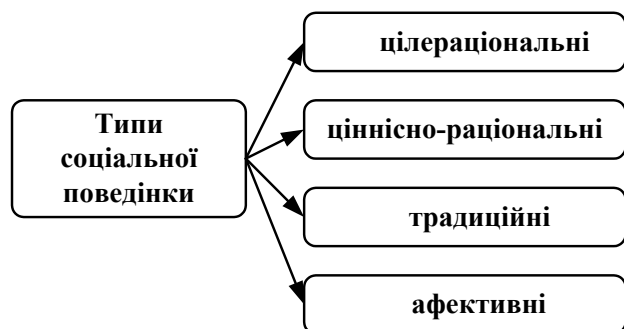 Типи
соціальної
поведінки
цілераціональні
ціннісно-раціональні
традиційні
афективні